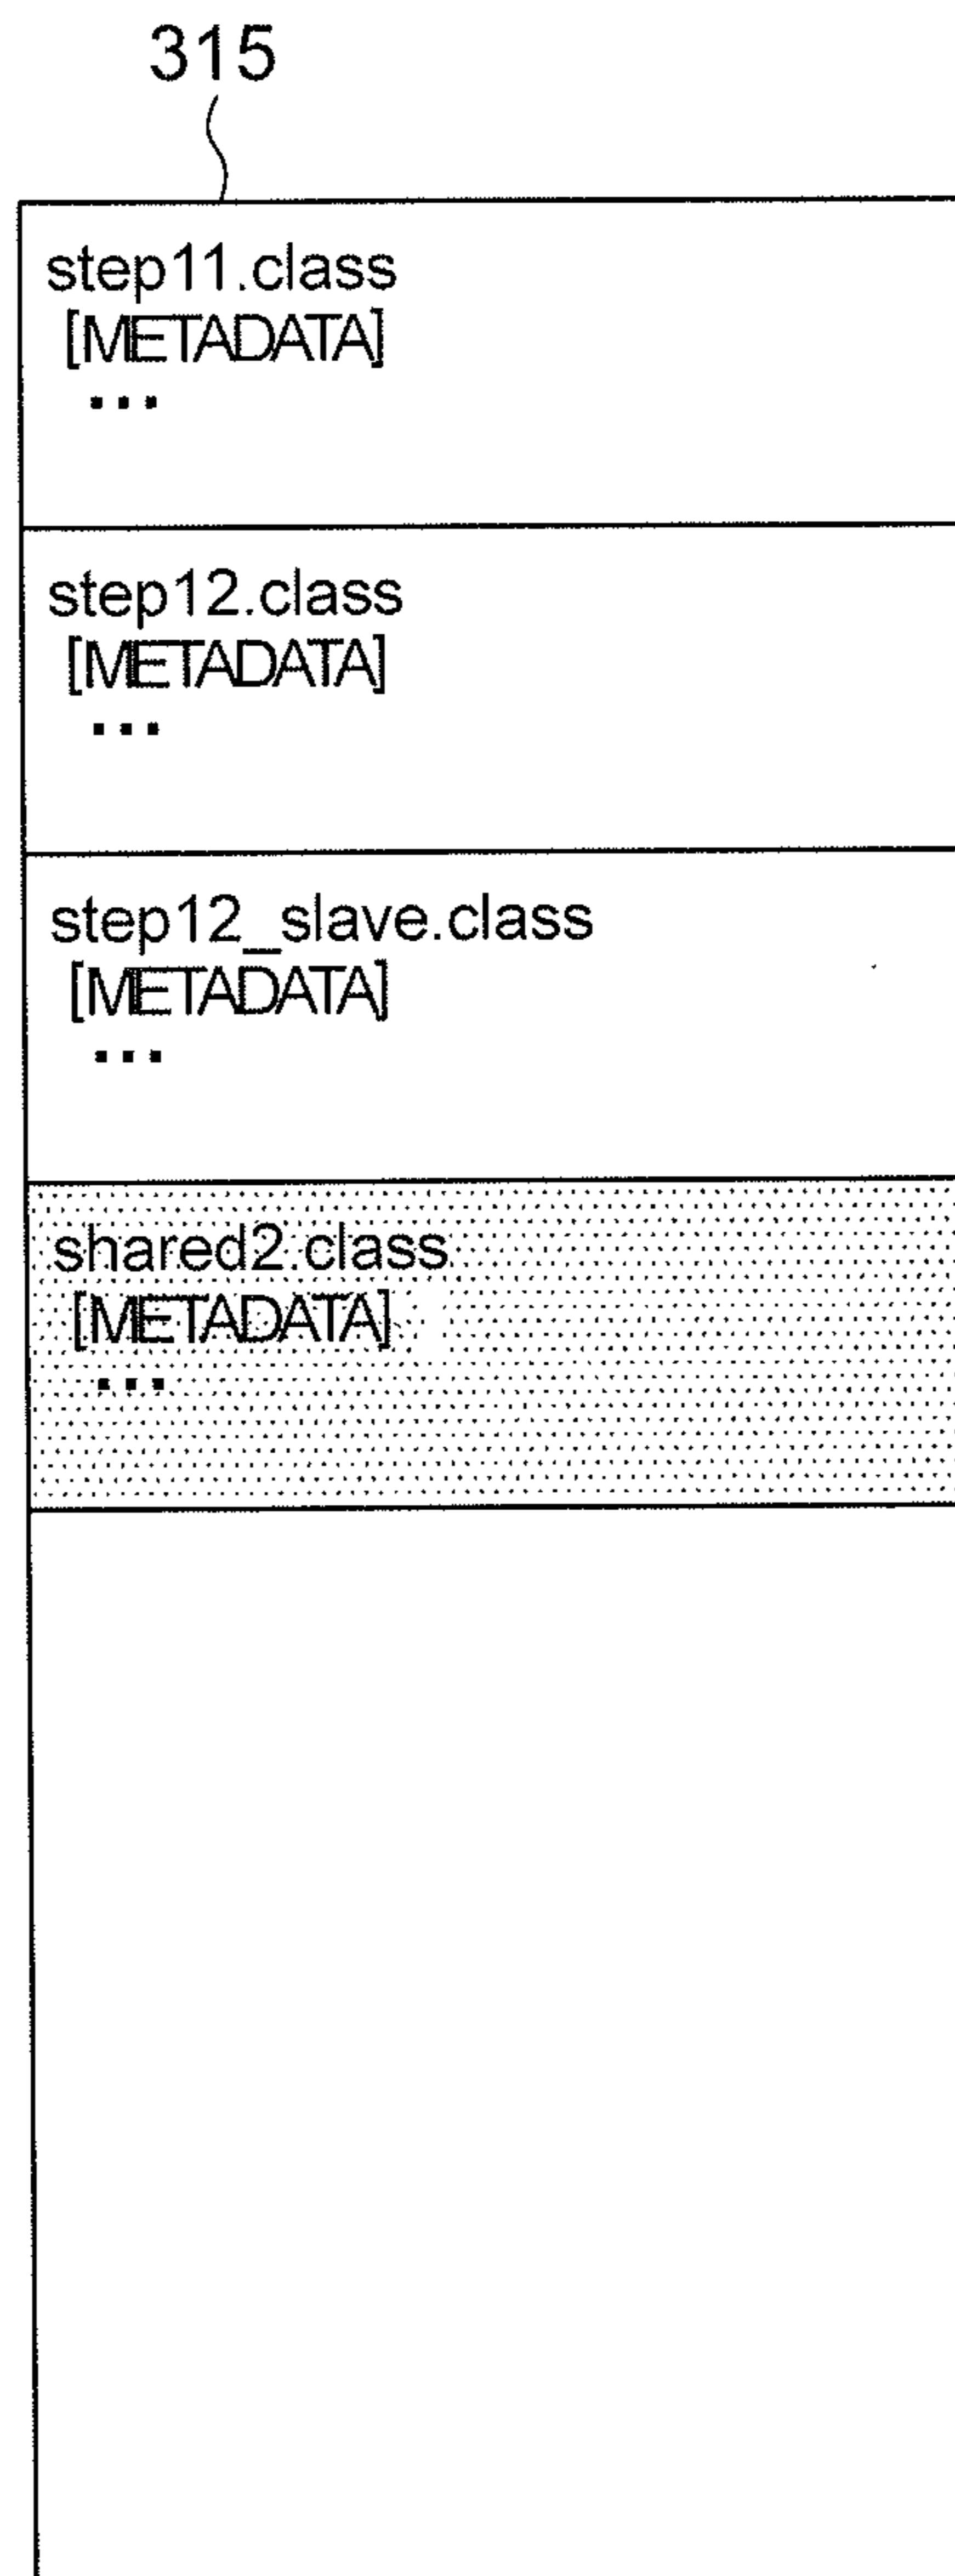 315
step11.class
[METADATA]
...
step12.class
[METADATA]
...
step12_slave.class
[METADATA]
...
shared2.class
[METADATA]
...